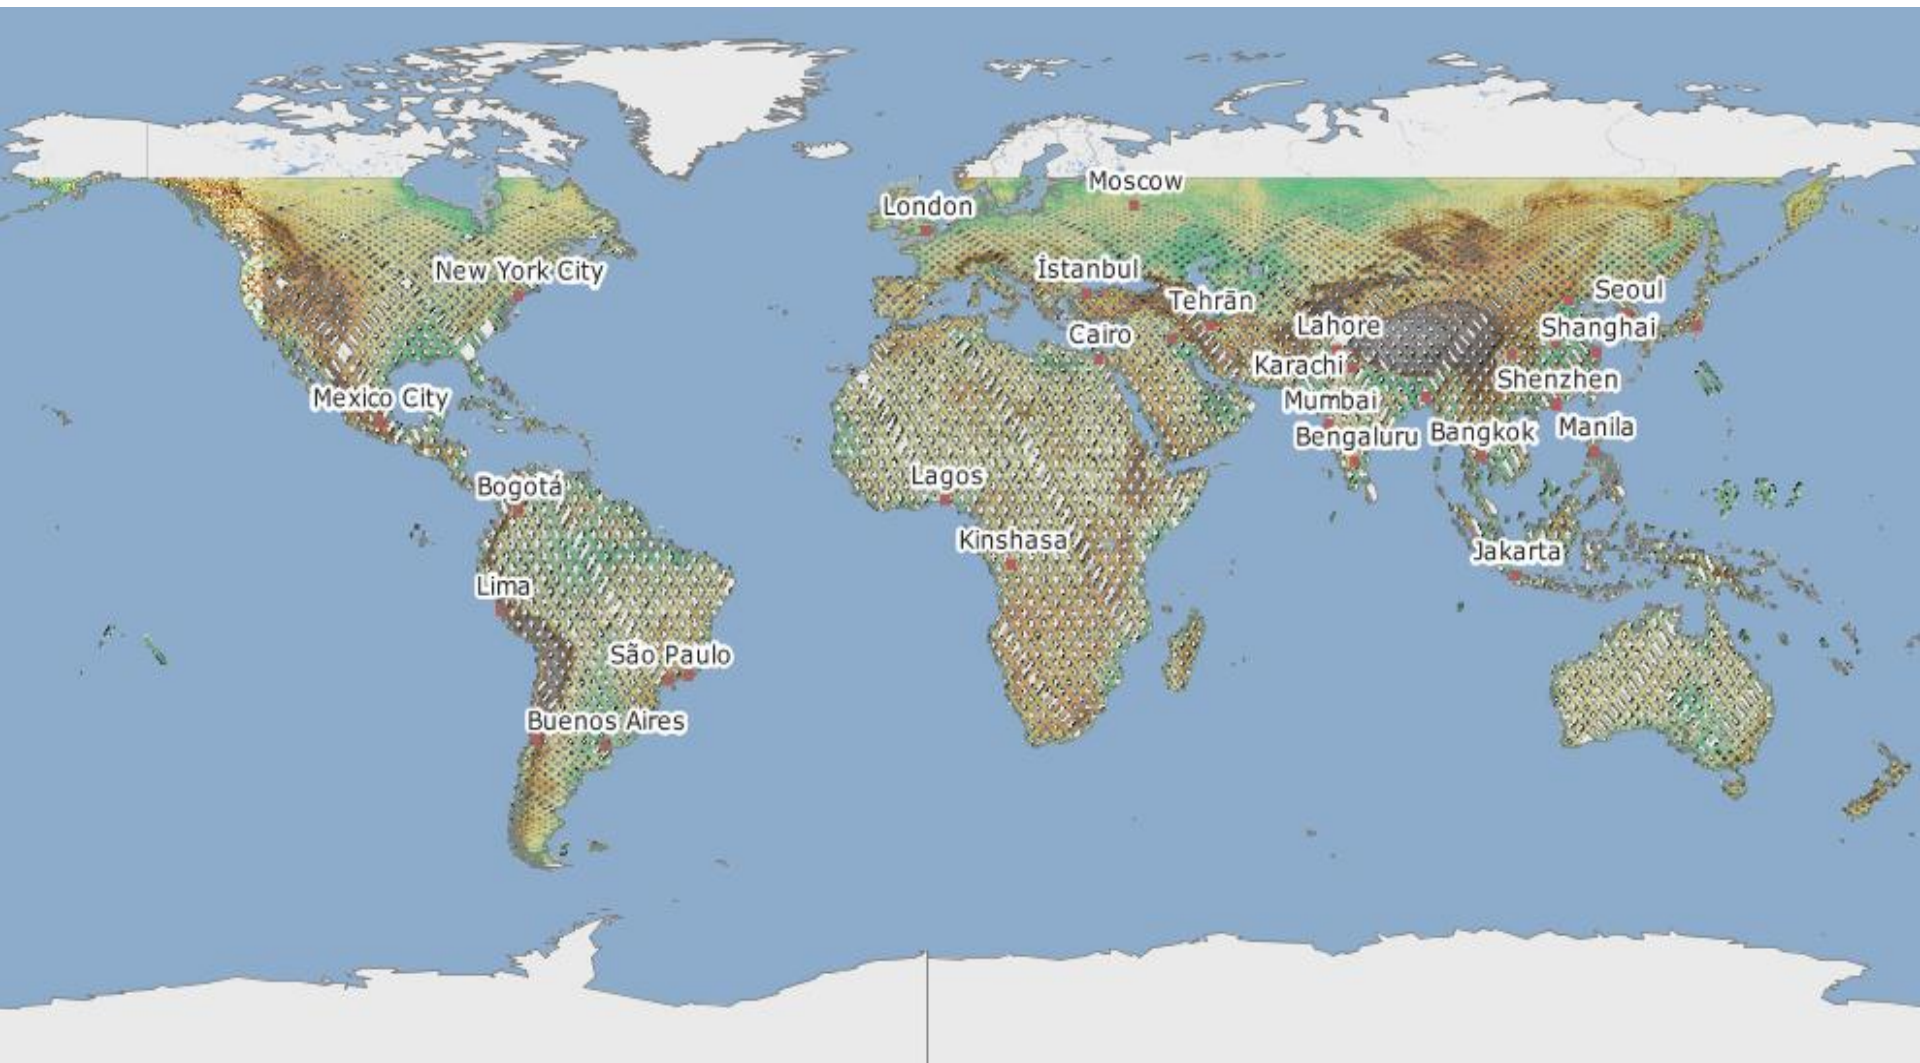 Moscow
London
New York City
İstanbul
Tehrān
Seoul
Lahore
Shanghai
Cairo
Karachi
Shenzhen
Mexico City
Mumbai
Bengaluru
Bangkok
Manila
Lagos
Bogotá
Kinshasa
Jakarta
Lima
São Paulo
Buenos Aires